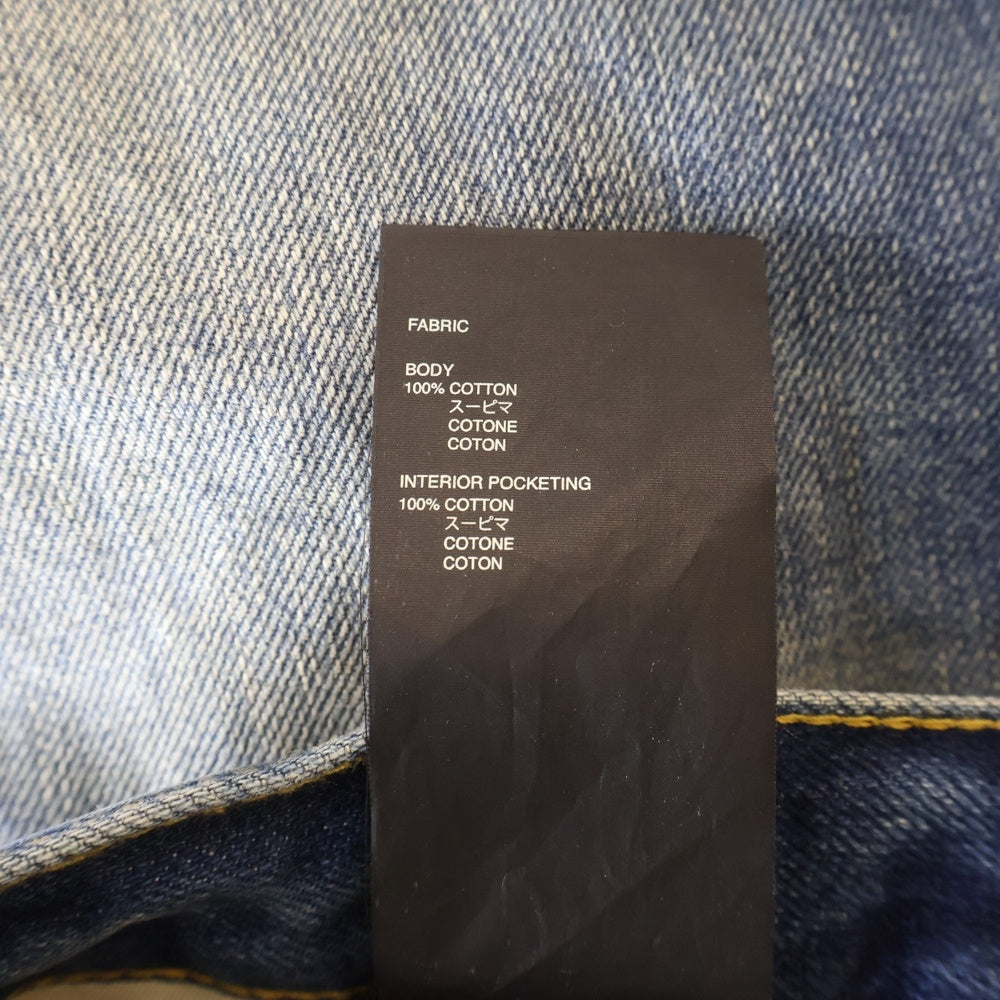 FABRIC
BODY
100% COTTON
スーピマ
COTONE
COTON
INTERIOR POCKETING
100% COTTON
スーピマ
COTONE
COTON